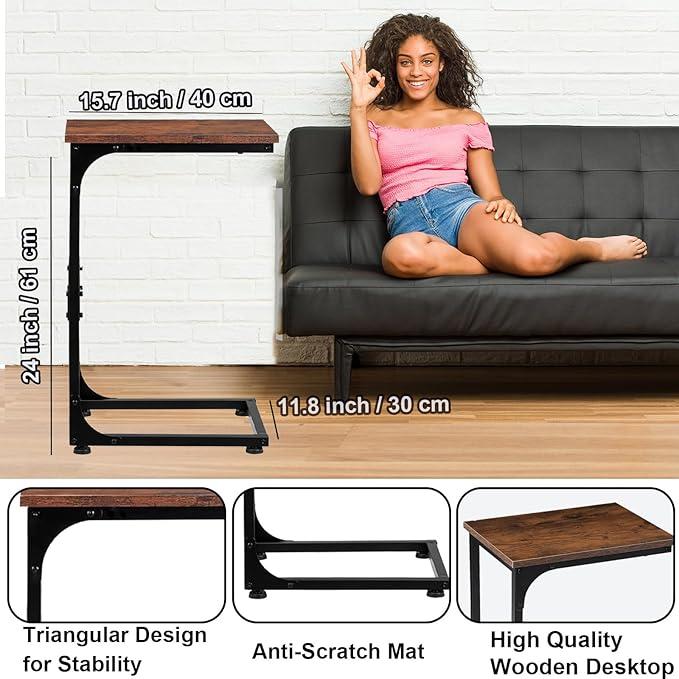 15.7 inch / 40 cm
24 inch / 61 cm
11.8 inch / 30 cm
Triangular Design
for Stability
Anti-Scratch Mat
High Quality
Wooden Desktop